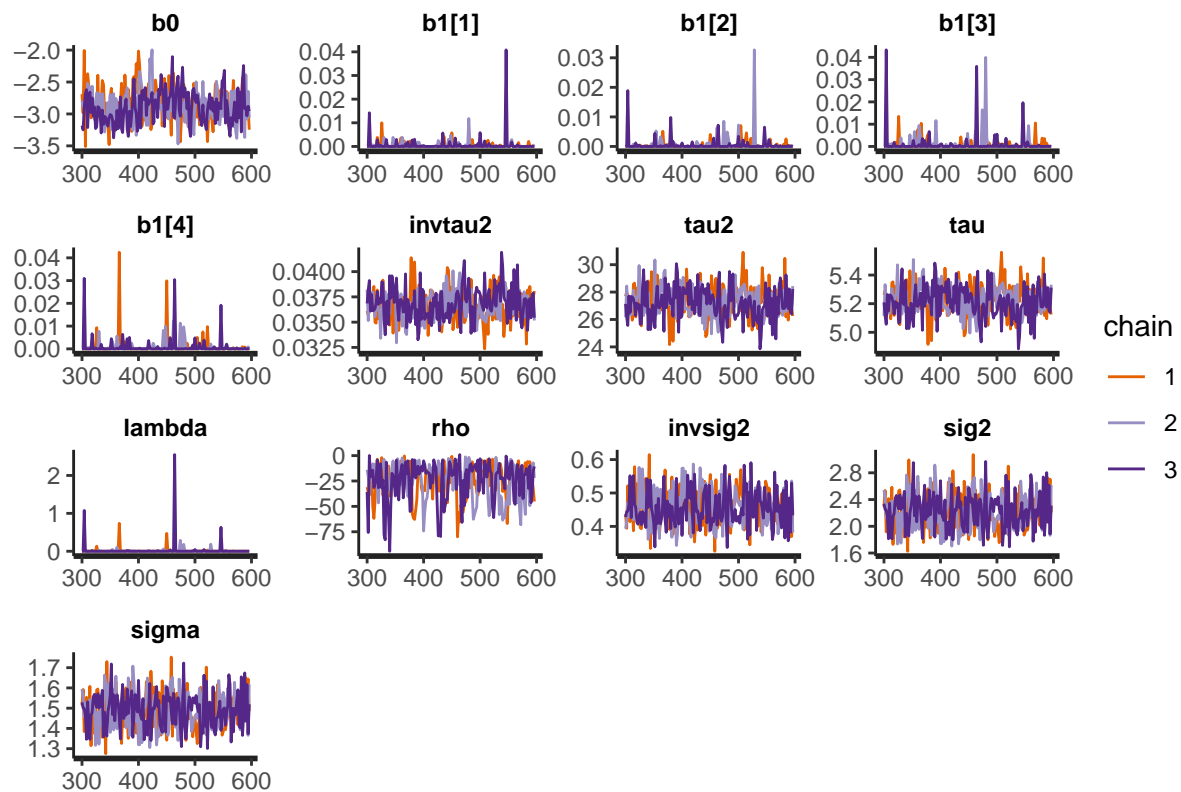 b0 b1[1] b1[2] b1[3]
−2.0 0.04 0.03 0.04
−2.5 0.03 0.02 0.03
−3.0 0.02 0.01 0.02
−3.5 0.01 0.00 0.01
0.00 0.00
300 400 500 600 300 400 500 600 300 400 500 600 300 400 500 600
b1[4] invtau2 tau2 tau
0.04 0.0400 30 5.4
0.03 0.0375 28 5.2
0.02 0.0350 26 5.0
0.01 0.0325 24
0.00
300 400 500 600 300 400 500 600 300 400 500 600 300 400 500 600
chain
1
2
3
lambda rho invsig2 sig2
2 0 0.6 2.8
1 −25 0.5 2.4
0 −50 0.4 2.0
−75 1.6
300 400 500 600 300 400 500 600 300 400 500 600 300 400 500 600
sigma
1.7
1.6
1.5
1.4
1.3
300 400 500 600